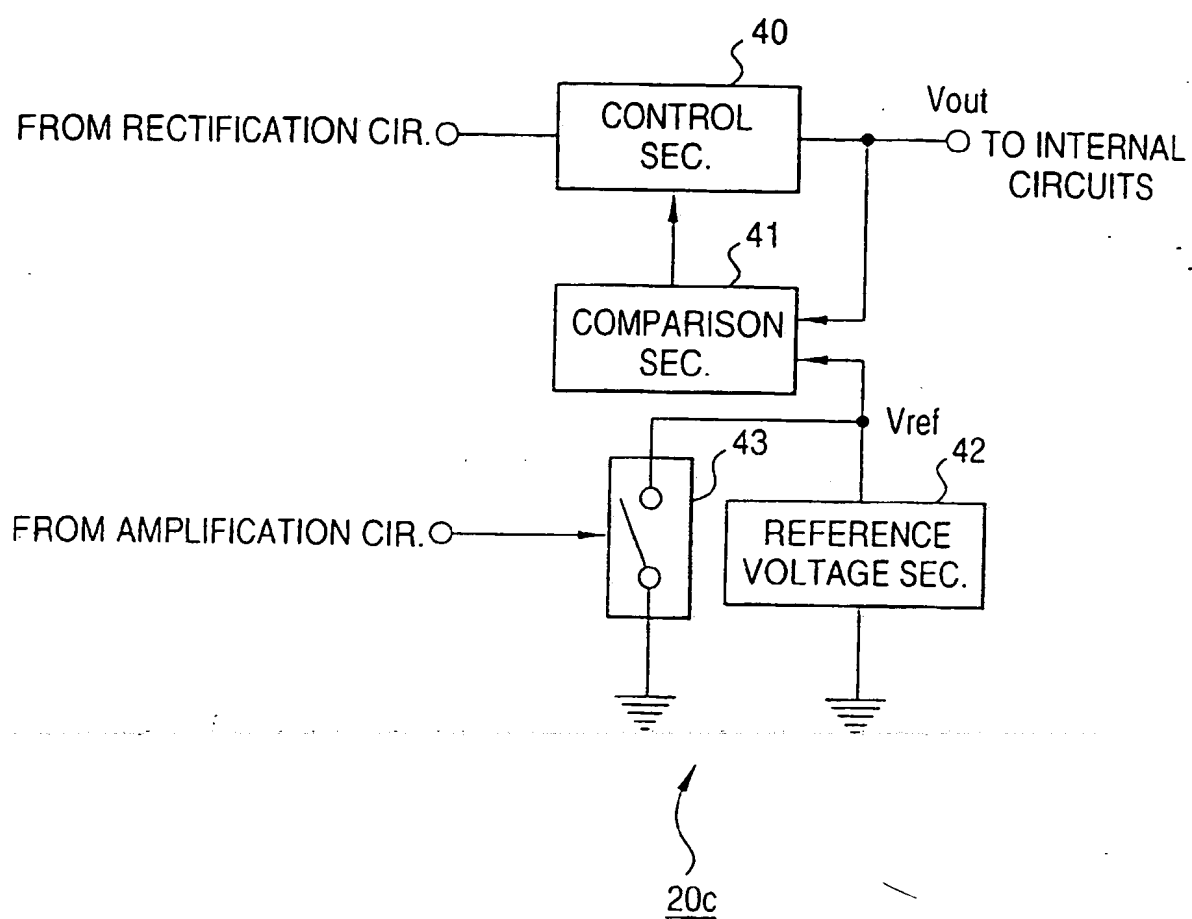 40
FROM RECTIFICATION CIR.
CONTROL
SEC.
Vout
TO INTERNAL
CIRCUITS
41
COMPARISON
SEC.
Vref
43
42
FROM AMPLIFICATION CIR.
REFERENCE
VOLTAGE SEC.
20c